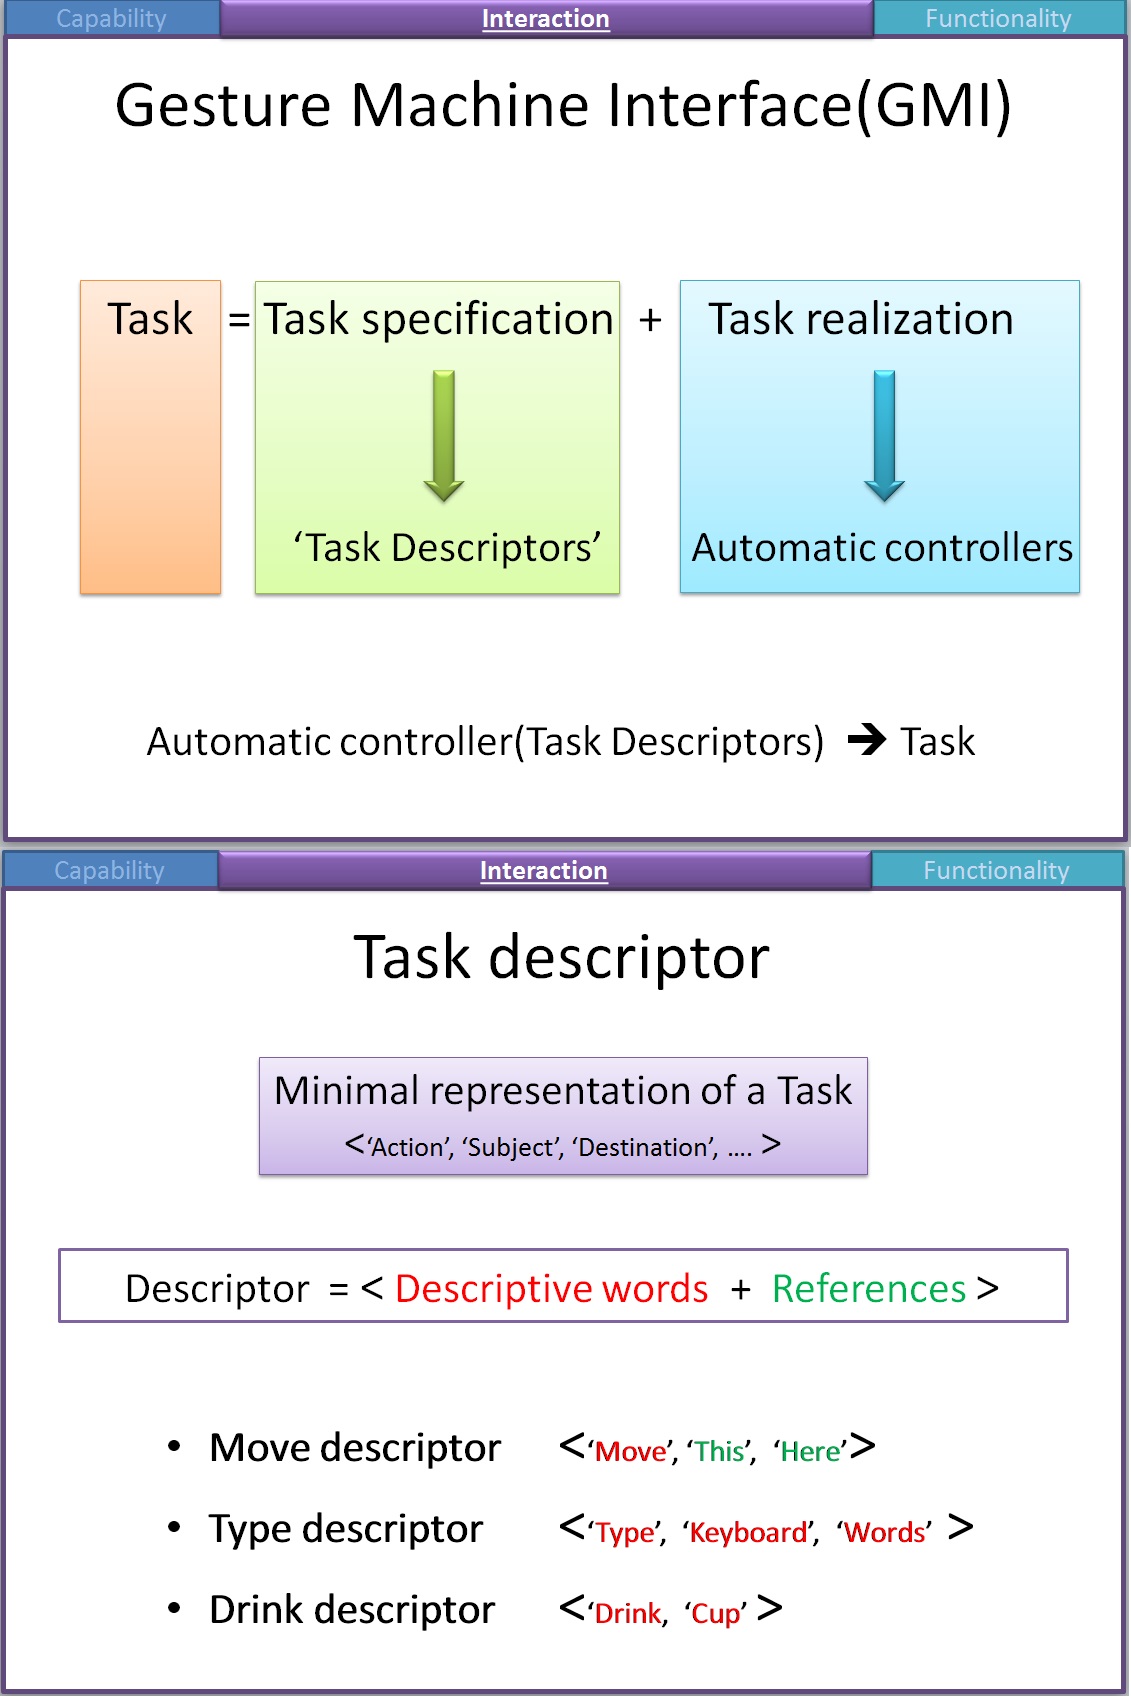 Capability Interaction Functionality
Gesture Machine Interface(GMI)
Task = Task specification + Task realization
‘Task Descriptors’ Automatic controllers
Automatic controller(Task Descriptors) ➔ Task
Capability Interaction Functionality
Task descriptor
Minimal representation of a Task
<‘Action’, ‘Subject’, ‘Destination’, …. >
Descriptor = < Descriptive words + References >
• Move descriptor <‘Move’, ‘This’, ‘Here’>
• Type descriptor <‘Type’, ‘Keyboard’, ‘Words’ >
• Drink descriptor <‘Drink, ‘Cup’ >